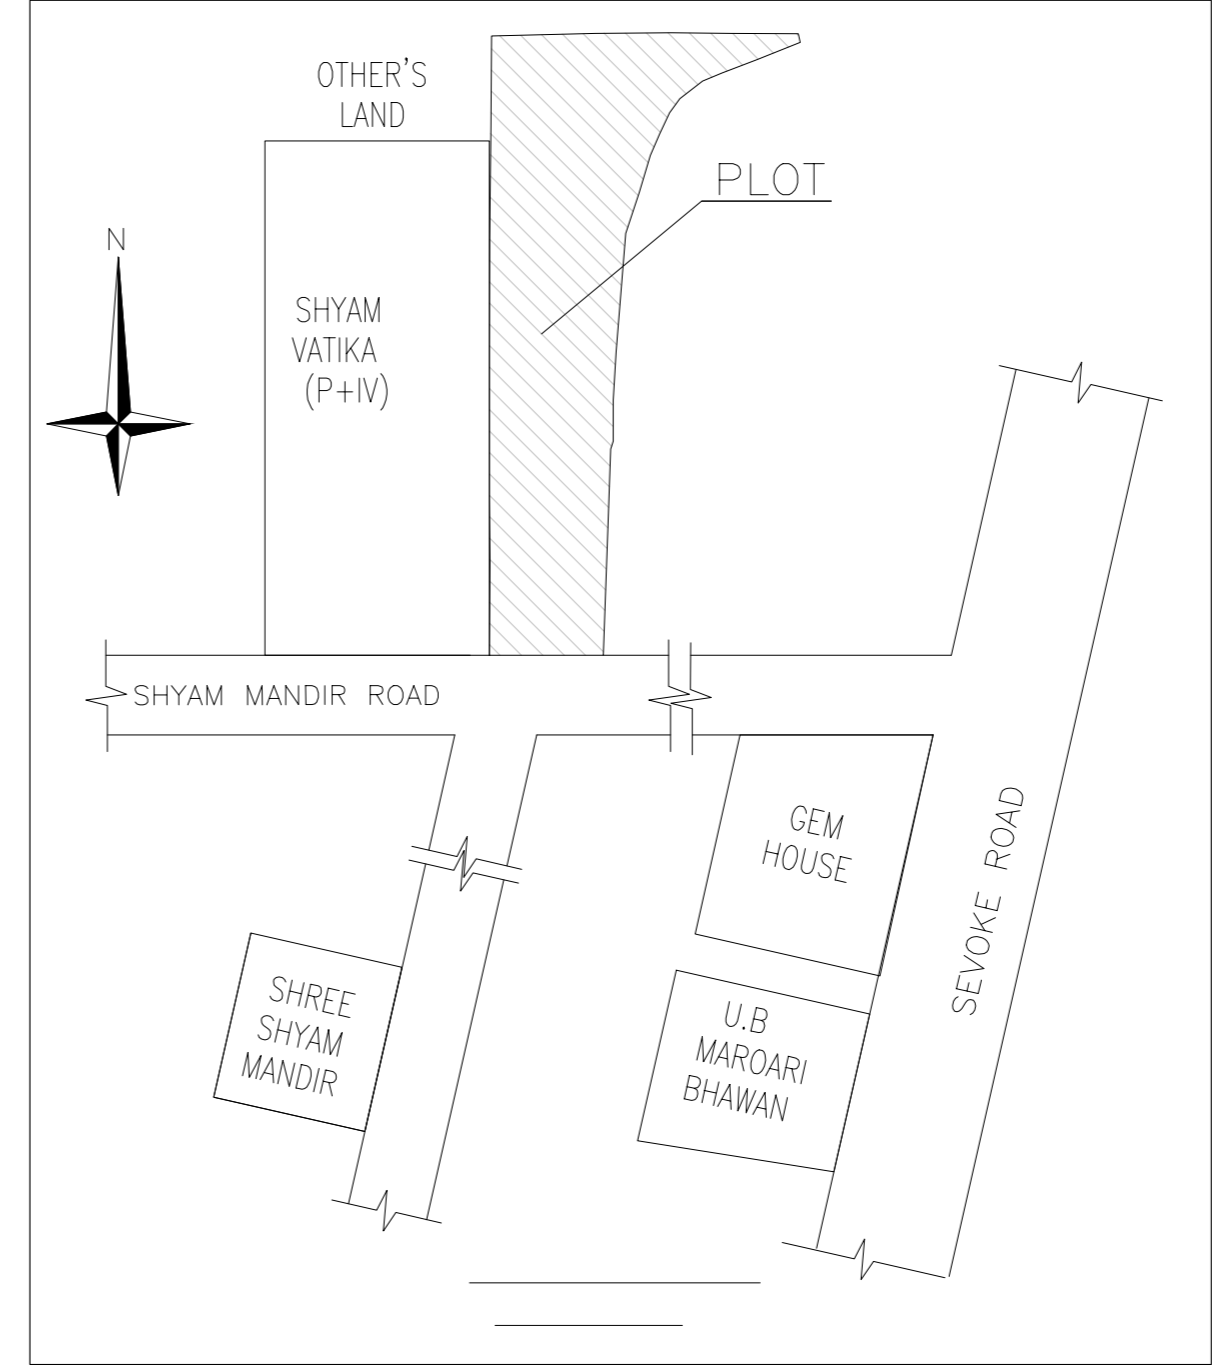 OTHER'S
LAND
PLOT
N
SHYAM
VATIKA
(P+IV)
SHYAM MANDIR ROAD
GEM
HOUSE
SEVOKE ROAD
SHREE
SHYAM
MANDIR
U.B
MAROARI
BHAWAN